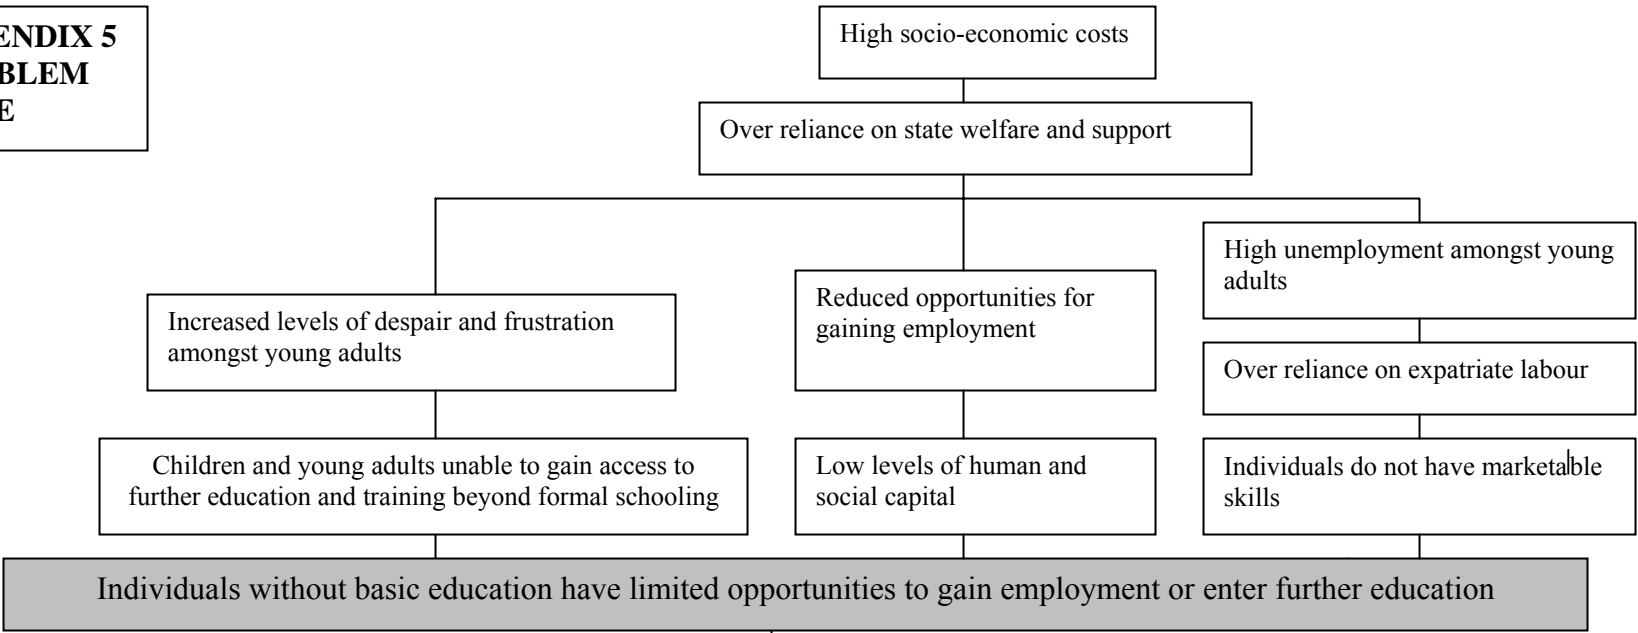 ENDIX 5
BLEM
E
High socio-economic costs
Over reliance on state welfare and support
High unemployment amongst young
adults
Increased levels of despair and frustration
amongst young adults
Reduced opportunities for
gaining employment
Over reliance on expatriate labour
Children and young adults unable to gain access to
further education and training beyond formal schooling
Low levels of human and
social capital
Individuals do not have marketable
skills
Individuals without basic education have limited opportunities to gain employment or enter further education